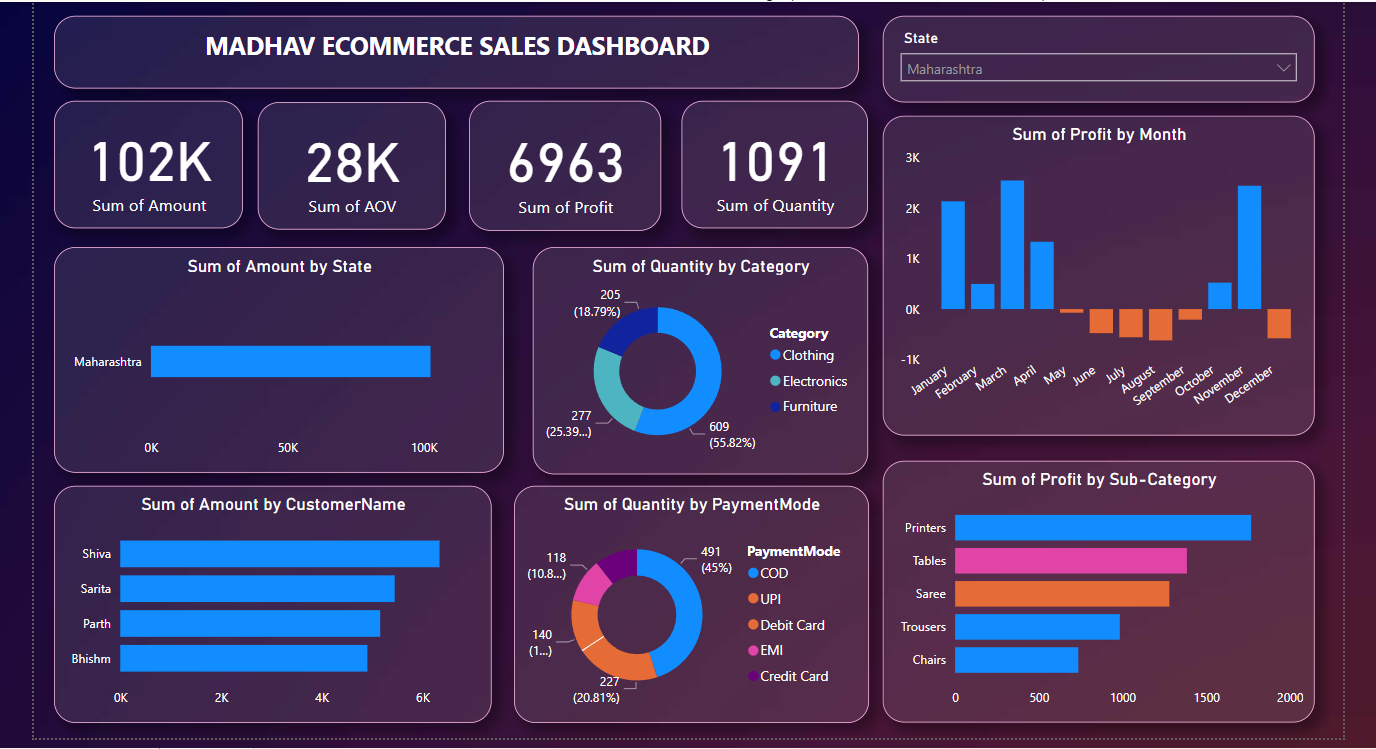 MADHAV ECOMMERCE SALES DASHBOARD
State
Maharashtra
102K
Sum of Amount
28K
Sum of AOV
6963
Sum of Profit
1091
Sum of Quantity
Sum of Profit by Month
3K
2K
1K
0K
-1K
January
February
March
April
May
June
July
August
September
October
November
December
Sum of Amount by State
Maharashtra
0K
50K
100K
Sum of Quantity by Category
205
(18.79%)
277
(25.39...)
609
(55.82%)
Category
Clothing
Electronics
Furniture
Sum of Amount by CustomerName
Shiva
Sarita
Parth
Bhishm
0K
2K
4K
6K
Sum of Quantity by PaymentMode
118
(10.8...)
491
(45%)
140
(1...)
227
(20.81%)
PaymentMode
COD
UPI
Debit Card
EMI
Credit Card
Sum of Profit by Sub-Category
Printers
Tables
Saree
Trousers
Chairs
0
500
1000
1500
2000